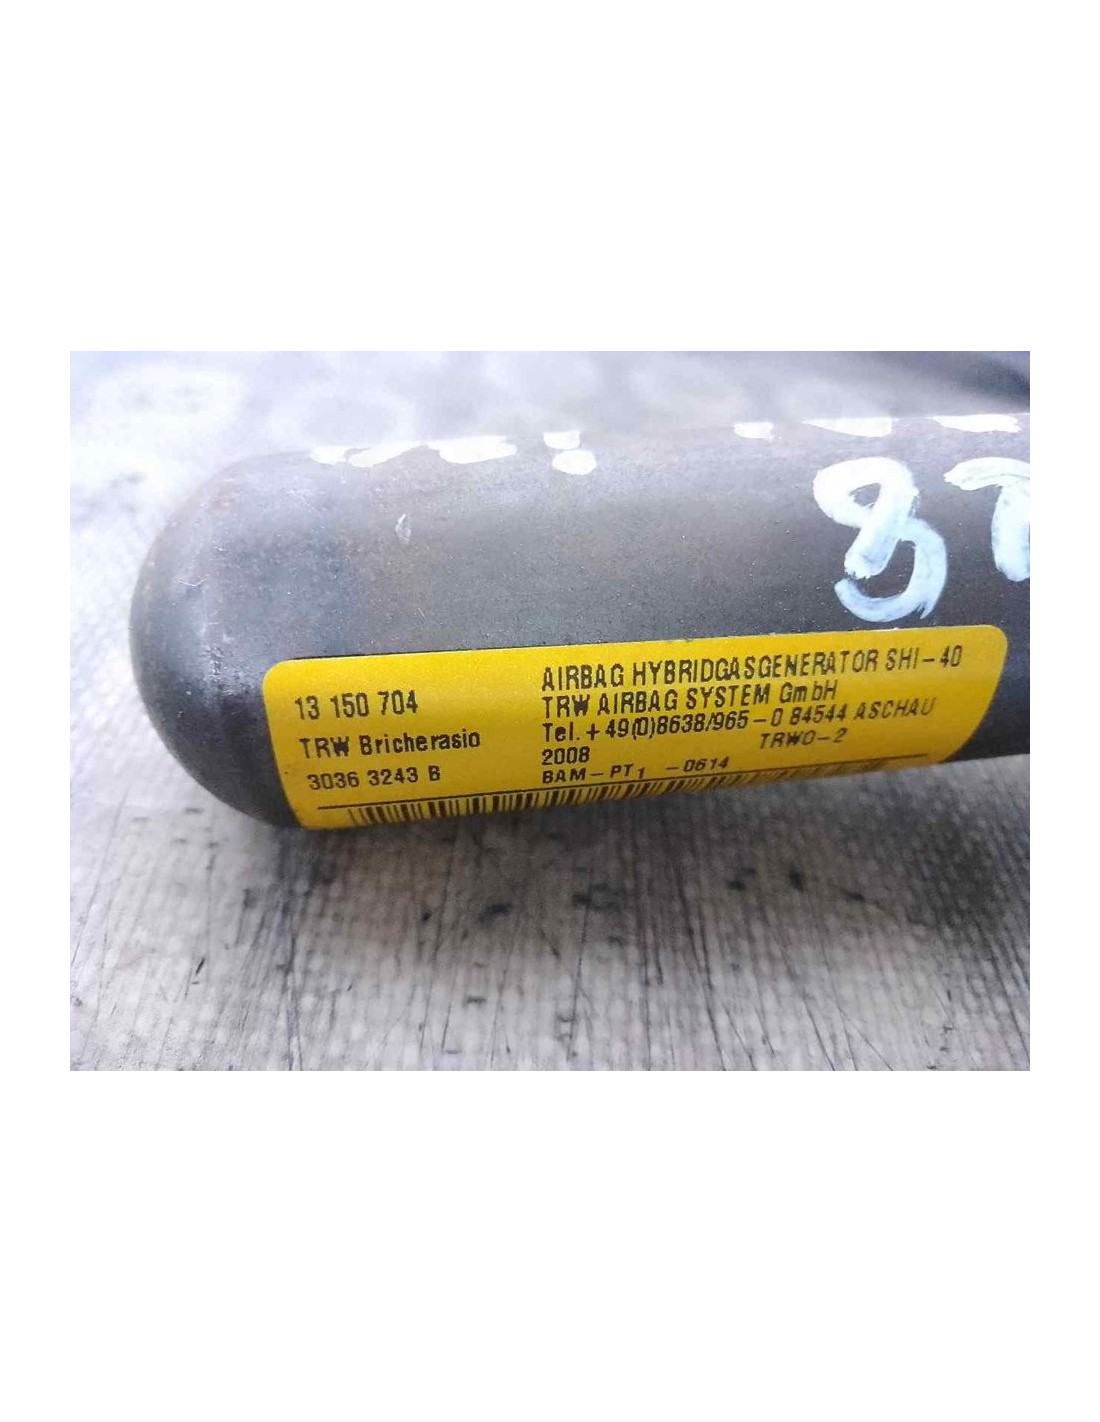 8
13 150 704
TRW Bricherasio
3036 3243 B
AIRBAG HYBRIDGASGENERATOR SHI-40
TRW AIRBAG SYSTEM GmbH
Tel. +49(0)8638/965-0 84544 ASCHAU
2008 TRWO-2
BAM-PT1 -0614